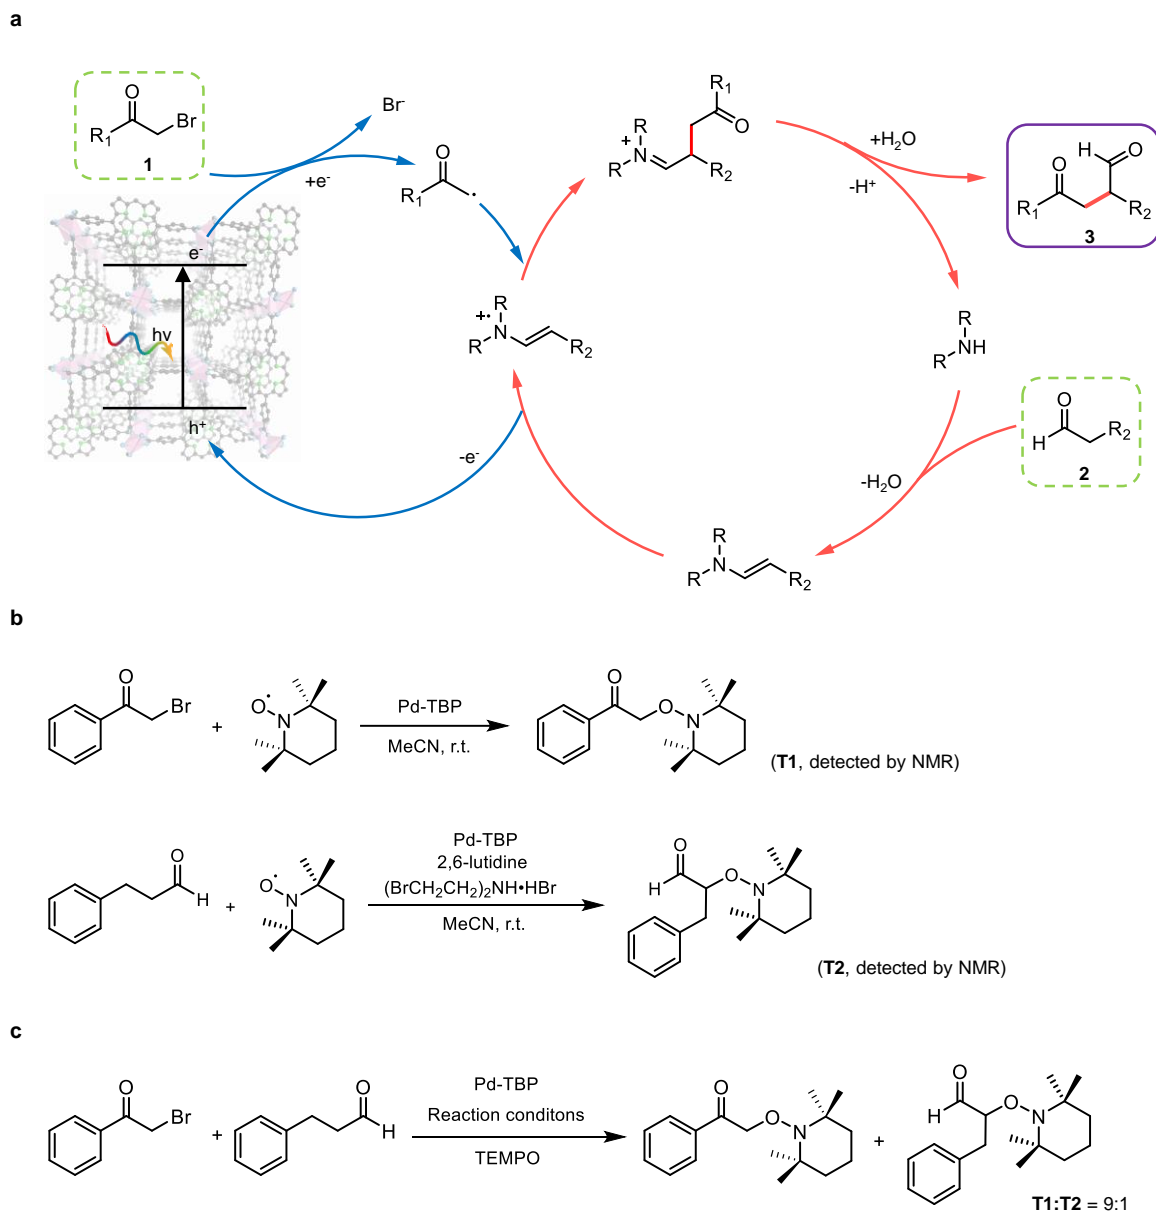 a
O
Br
R1
1
Br-
+e-
O
R1
R1
R
O
+
N
R
R2
+H2O
-H+
H
O
O
R1
R2
3
e-
hv
h+
R
+·
N
R
R2
R
R
NH
O
H
R2
2
-e-
-H2O
R
N
R
R2
b
O
Br
+
O·
N
Pd-TBP
MeCN, r.t.
O
O
N
(T1, detected by NMR)
O
H
+
O·
N
Pd-TBP
2,6-lutidine
(BrCH2CH2)2NH•HBr
MeCN, r.t.
O
H
O
N
(T2, detected by NMR)
c
O
Br
+
O
H
Pd-TBP
Reaction conditons
TEMPO
O
O
N
+
O
H
O
N
T1:T2 = 9:1